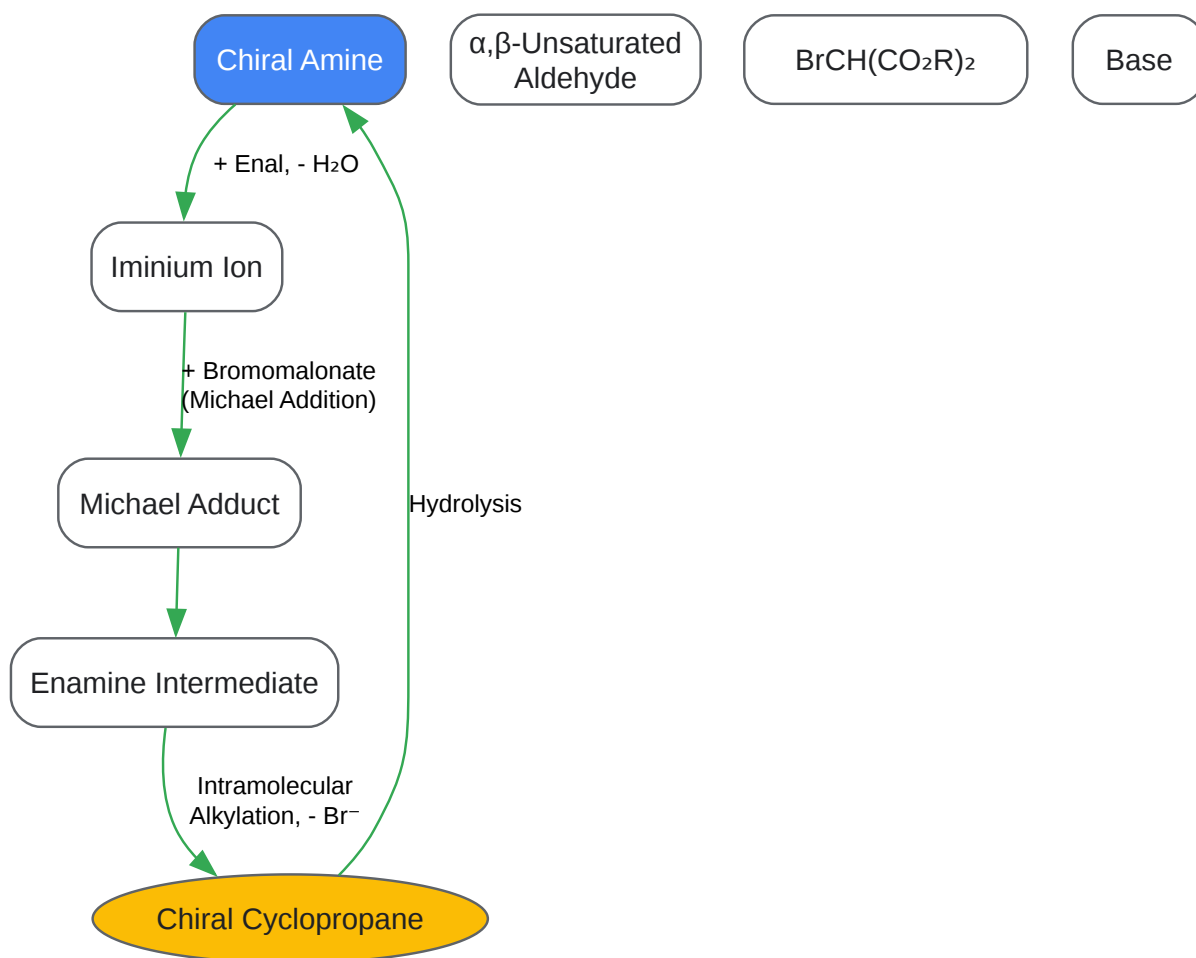 Chiral Amine
α,β-Unsaturated
Aldehyde
BrCH(CO₂R)₂
Base
+ Enal, - H₂O
Iminium Ion
+ Bromomalonate
(Michael Addition)
Michael Adduct
Hydrolysis
Enamine Intermediate
Intramolecular
Alkylation, - Br⁻
Chiral Cyclopropane